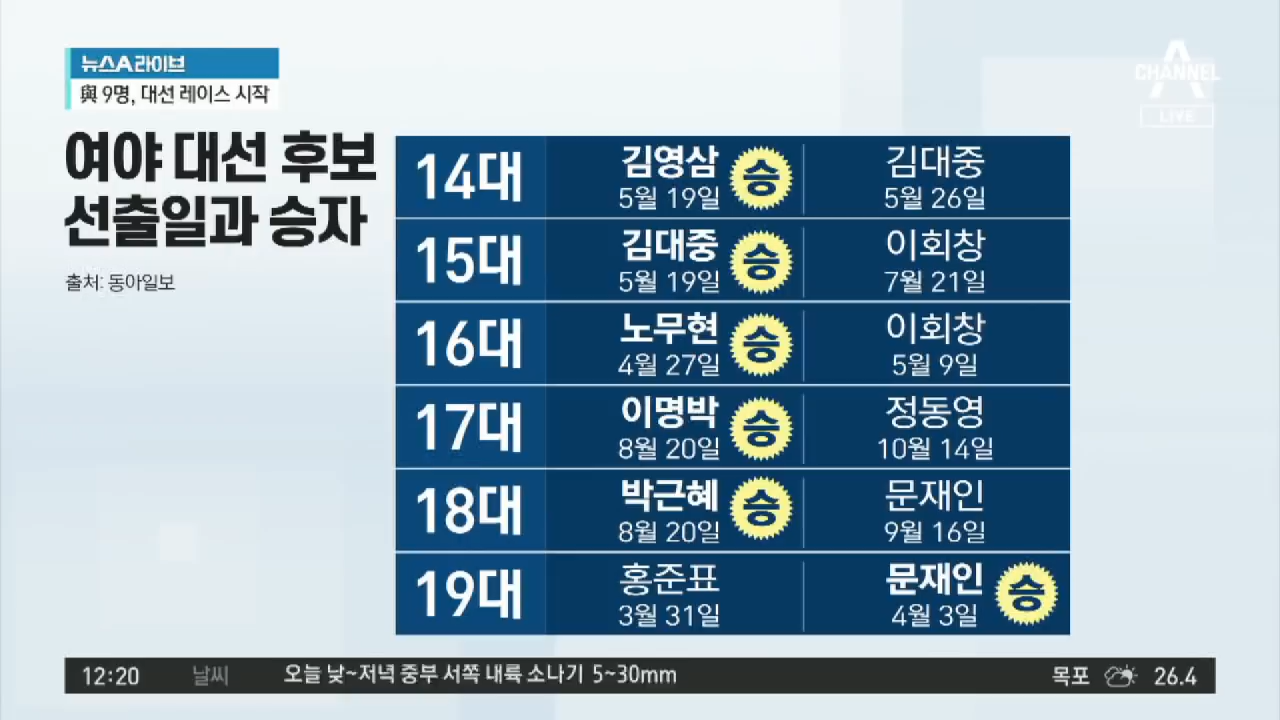 뉴스A 라이브
與 9명, 대선 레이스 시작
CHANNEL A
LIVE
여야 대선 후보
선출일과 승자
출처: 동아일보
14대
김영삼 승
5월 19일
김대중
5월 26일
15대
김대중 승
5월 19일
이회창
7월 21일
16대
노무현 승
4월 27일
이회창
5월 9일
17대
이명박 승
8월 20일
정동영
10월 14일
18대
박근혜 승
8월 20일
문재인
9월 16일
19대
홍준표
3월 31일
문재인 승
4월 3일
12:20 날씨 오늘 낮~저녁 중부 서쪽 내륙 소나기 5~30mm 목포 26.4